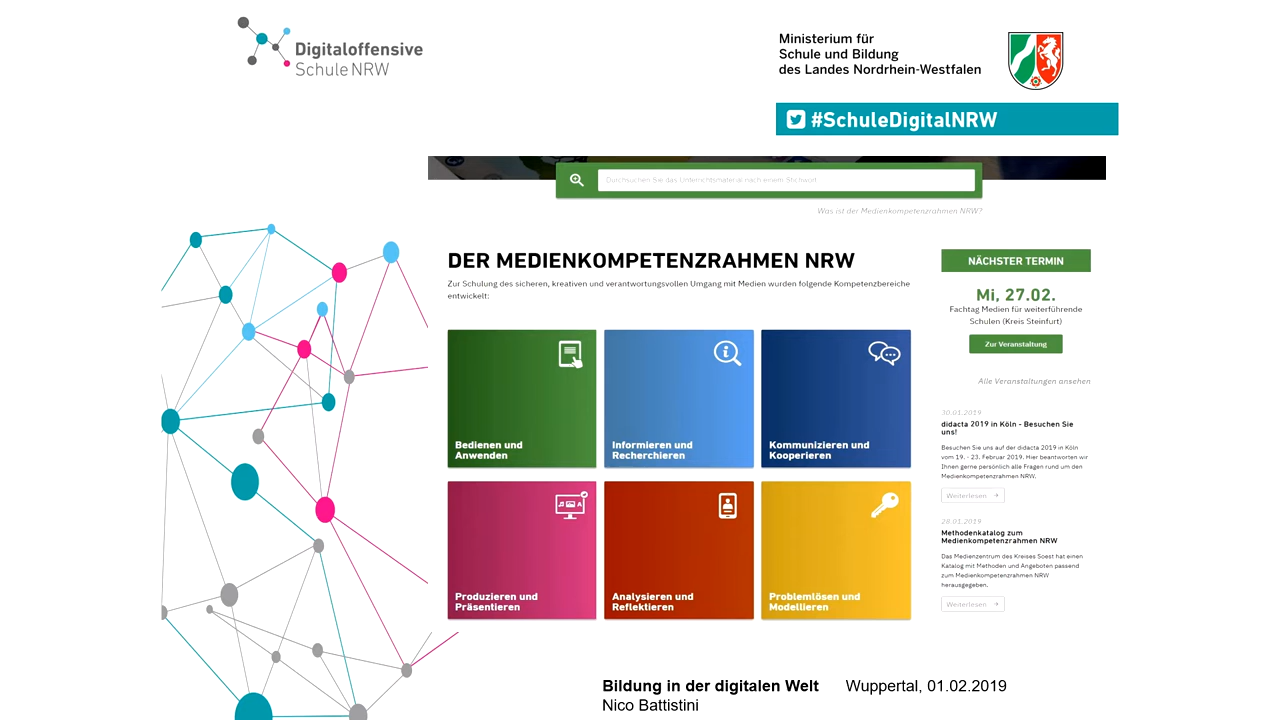 Digitaloffensive
Schule NRW
Ministerium für
Schule und Bildung
des Landes Nordrhein-Westfalen
#SchuleDigitalNRW
Durchsuchen Sie das Unterrichtsmaterial nach einem Stichwort
Was ist der Medienkompetenzrahmen NRW?
DER MEDIENKOMPETENZRAHMEN NRW
Zur Schulung des sicheren, kreativen und verantwortungsvollen Umgang mit Medien wurden folgende Kompetenzbereiche
entwickelt:
Bedienen und
Anwenden
Informieren und
Recherchieren
Kommunizieren und
Kooperieren
Produzieren und
Präsentieren
Analysieren und
Reflektieren
Problemlösen und
Modellieren
NÄCHSTER TERMIN
Mi, 27.02.
Fachtag Medien für weiterführende
Schulen (Kreis Steinfurt)
Zur Veranstaltung
Alle Veranstaltungen ansehen
30.01.2019
didacta 2019 in Köln - Besuchen Sie
uns!
Besuchen Sie uns auf der didacta 2019 in Köln
vom 19. - 23. Februar 2019. Hier beantworten wir
Ihnen gerne persönlich alle Fragen rund um den
Medienkompetenzrahmen NRW.
Weiterlesen
28.01.2019
Methodenkatalog zum
Medienkompetenzrahmen NRW
Das Medienzentrum des Kreises Soest hat einen
Katalog mit Methoden und Angeboten passend
zum Medienkompetenzrahmen NRW
herausgegeben.
Weiterlesen
Bildung in der digitalen Welt Wuppertal, 01.02.2019
Nico Battistini